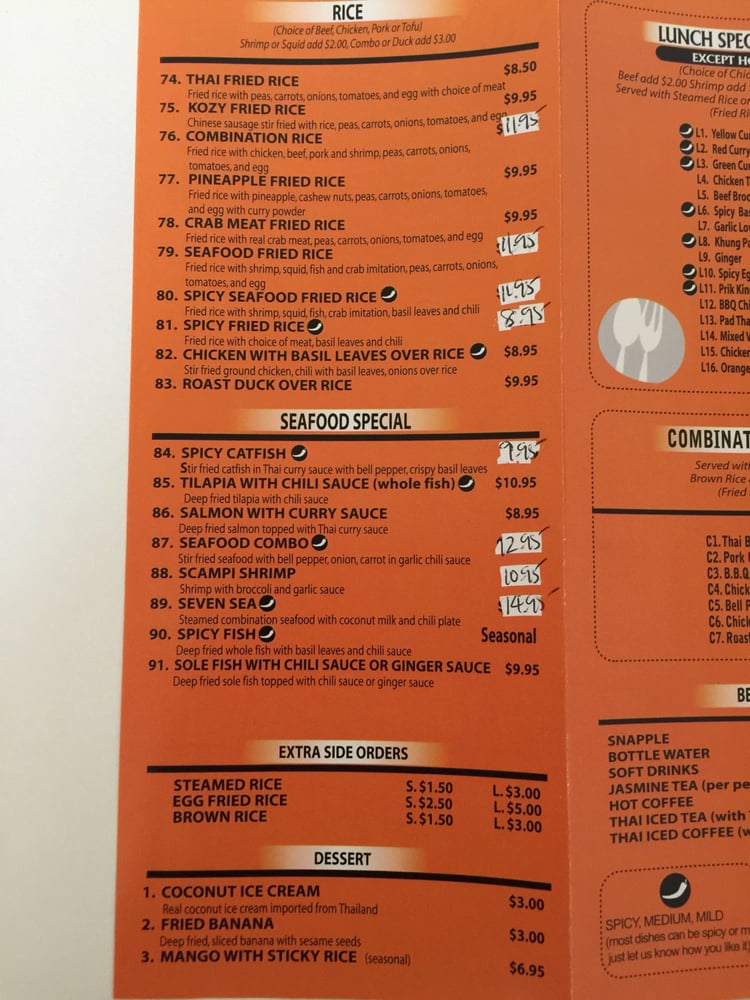 RICE
(Choice of Beef, Chicken, Pork or Tofu)
Shrimp or Squid add $2.00, Combo or Duck add $3.00
74. THAI FRIED RICE $8.50
Fried rice with peas, carrots, onions, tomatoes, and egg with choice of meat
75. KOZY FRIED RICE $9.95
Chinese sausage stir fried with rice, peas, carrots, onions, tomatoes, and egg
76. COMBINATION RICE $11.95
Fried rice with chicken, beef, pork and shrimp, peas, carrots, onions,
tomatoes, and egg
77. PINEAPPLE FRIED RICE $9.95
Fried rice with pineapple, cashew nuts, peas, carrots, onions, tomatoes,
and egg with curry powder
78. CRAB MEAT FRIED RICE $9.95
Fried rice with real crab meat, peas, carrots, onions, tomatoes, and egg
79. SEAFOOD FRIED RICE 11.95
Fried rice with shrimp, squid, fish and crab imitation, peas, carrots, onions,
tomatoes, and egg
80. SPICY SEAFOOD FRIED RICE 11.95
Fried rice with shrimp, squid, fish, crab imitation, basil leaves and chili
81. SPICY FRIED RICE 8.95
Fried rice with choice of meat, basil leaves and chili
82. CHICKEN WITH BASIL LEAVES OVER RICE $8.95
Stir fried ground chicken, chili with basil leaves, onions over rice
83. ROAST DUCK OVER RICE $9.95
SEAFOOD SPECIAL
84. SPICY CATFISH 9.95
Stir fried catfish in Thai curry sauce with bell pepper, crispy basil leaves
85. TILAPIA WITH CHILI SAUCE (whole fish) $10.95
Deep fried tilapia with chili sauce
86. SALMON WITH CURRY SAUCE $8.95
Deep fried salmon topped with Thai curry sauce
87. SEAFOOD COMBO 12.95
Stir fried seafood with bell pepper, onion, carrot in garlic chili sauce
88. SCAMPI SHRIMP 10.95
Shrimp with broccoli and garlic sauce
89. SEVEN SEA $14.95
Steamed combination seafood with coconut milk and chili plate
90. SPICY FISH Seasonal
Deep fried whole fish with basil leaves and chili sauce
91. SOLE FISH WITH CHILI SAUCE OR GINGER SAUCE $9.95
Deep fried sole fish topped with chili sauce or ginger sauce
EXTRA SIDE ORDERS
STEAMED RICE S. $1.50 L. $3.00
EGG FRIED RICE S. $2.50 L. $5.00
BROWN RICE S. $1.50 L. $3.00
DESSERT
1. COCONUT ICE CREAM $3.00
Real coconut ice cream imported from Thailand
2. FRIED BANANA $3.00
Deep fried, sliced banana with sesame seeds
3. MANGO WITH STICKY RICE (seasonal) $6.95
LUNCH
EXCEPT
(Choice of
Beef add $2.00 Shrimp add
Served with Steamed Rice
(Fried
L1. Yellow
L2. Red Curry
L3. Green
L4. Chicken
L5. Beef
L6. Spicy
L7. Garlic
L8. Khung
L9. Ginger
L10. Spicy
L11. Prik
L12. BBQ
L13. Pad
L14. Mixed
L15. Chicken
L16. Orange
Served
Brown Rice
(Fried
C1. Thai
C2. Pork
C3. B.B.Q
C4.
C5. Bell
C6.
C7.
SNAPPLE
BOTTLE WATER
SOFT DRINKS
JASMINE TEA (per
HOT COFFEE
THAI ICED TEA (with
THAI ICED COFFEE
SPICY, MEDIUM, MILD
(most dishes can be spicy or
just let us know how you like it